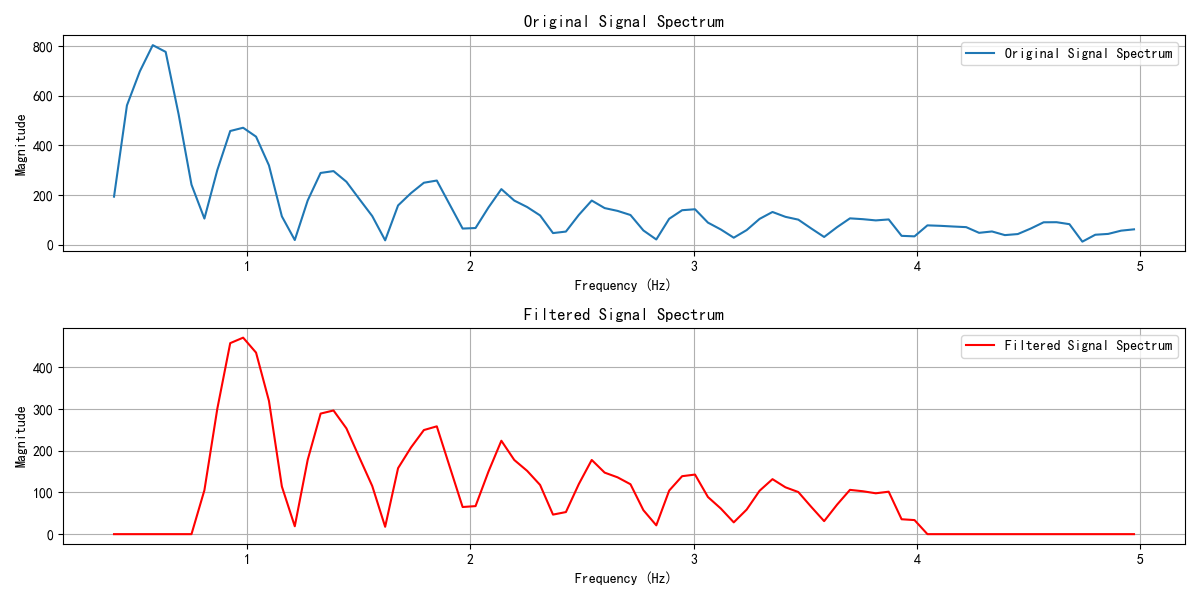 Original Signal Spectrum
Original Signal Spectrum
Magnitude
800
600
400
200
0
1 2 3 4 5
Frequency (Hz)
Filtered Signal Spectrum
Filtered Signal Spectrum
Magnitude
400
300
200
100
0
1 2 3 4 5
Frequency (Hz)